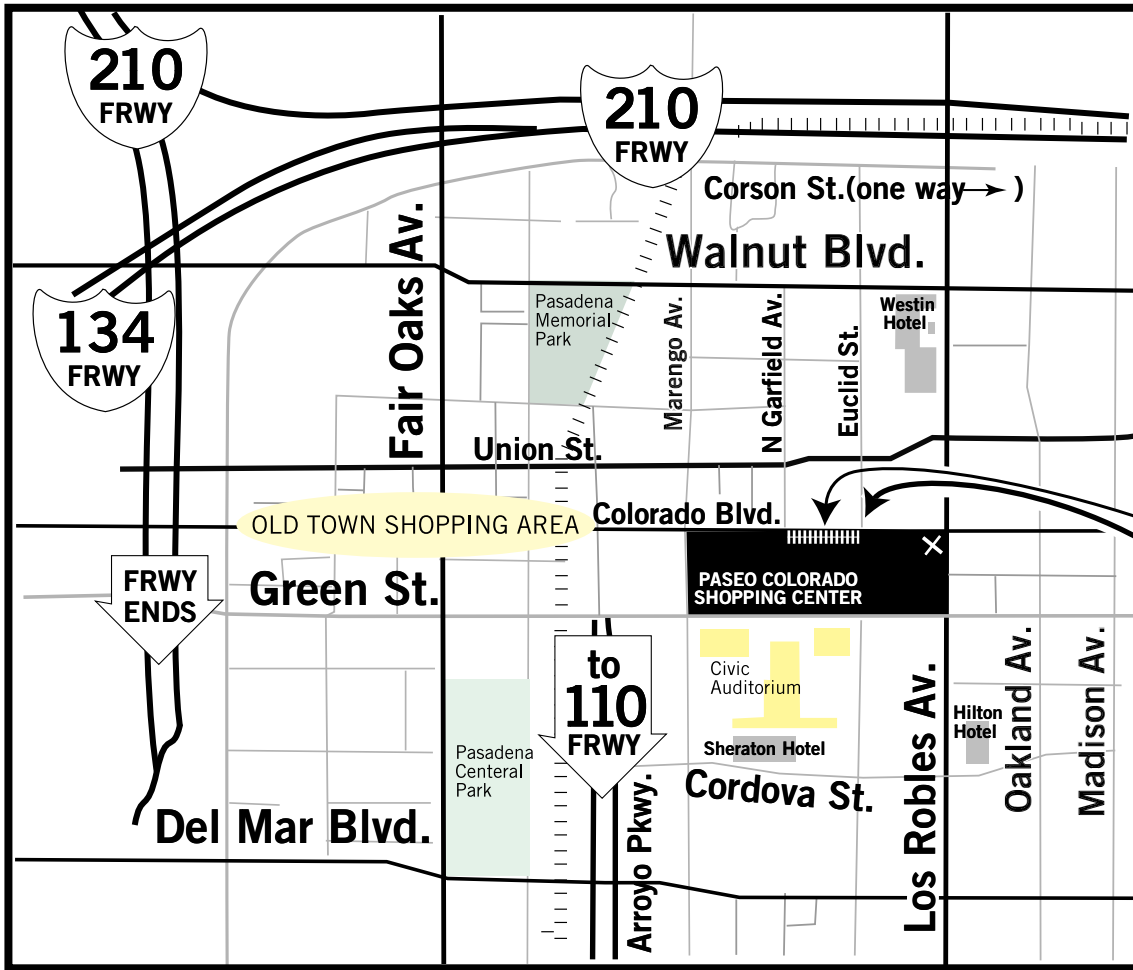 210
FRWY
210
FRWY
Corson St.(one way → )
Walnut Blvd.
134
FRWY
Fair Oaks Av.
Pasadena
Memorial
Park
Marengo Av.
N Garfield Av.
Euclid St.
Westin
Hotel
Union St.
OLD TOWN SHOPPING AREA
Colorado Blvd.
FRWY
ENDS
Green St.
PASEO COLORADO
SHOPPING CENTER
to
110
FRWY
Civic
Auditorium
Sheraton Hotel
Cordova St.
Los Robles Av.
Hilton
Hotel
Oakland Av.
Madison Av.
Pasadena
Centeral
Park
Del Mar Blvd.
Arroyo Pkwy.